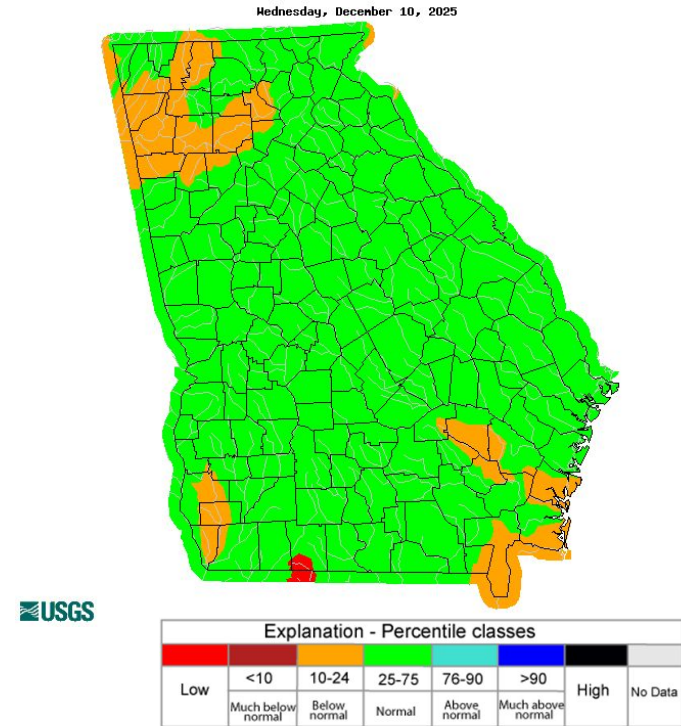 Wednesday, December 10, 2025
USGS
Explanation - Percentile classes
Low
<10
10-24
25-75
76-90
>90
High
No Data
Much below
normal
Below
normal
Normal
Above
normal
Much above
normal